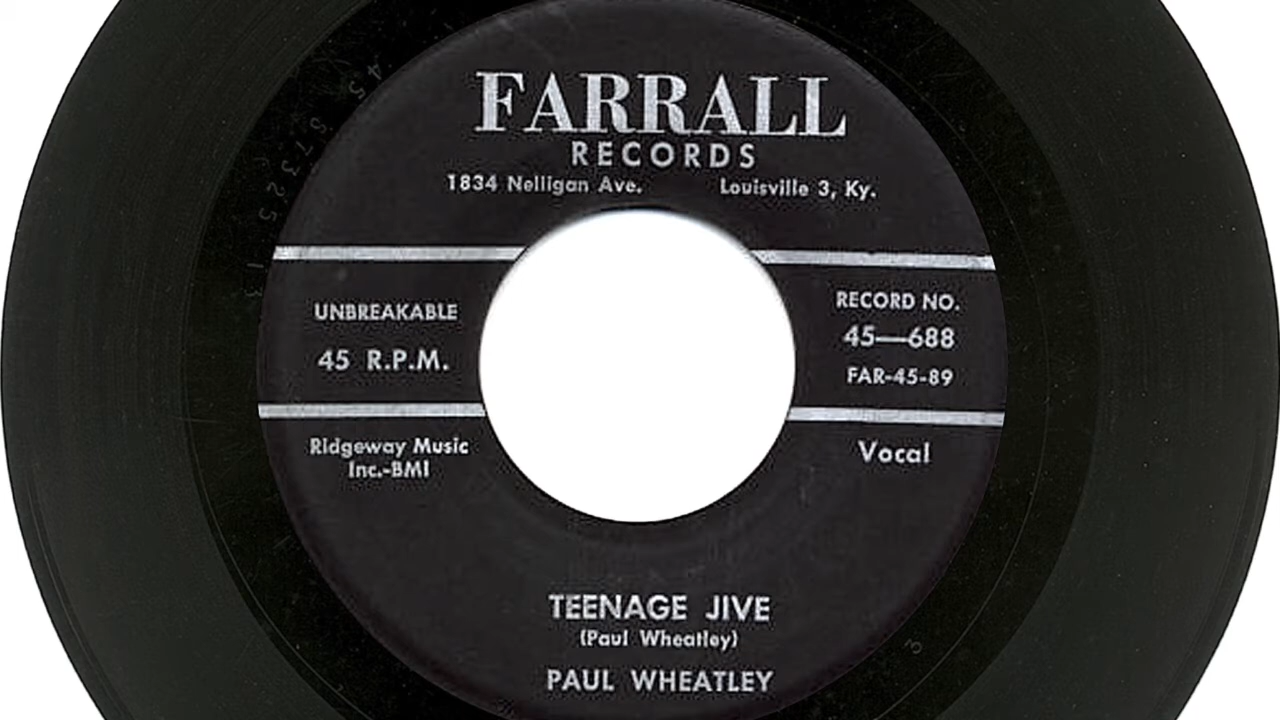 FARRALL
RECORDS
1834 Nelligan Ave. Louisville 3, Ky.
UNBREAKABLE
45 R.P.M.
RECORD NO.
45—688
FAR-45-89
Ridgeway Music
Inc.-BMI
Vocal
TEENAGE JIVE
(Paul Wheatley)
PAUL WHEATLEY